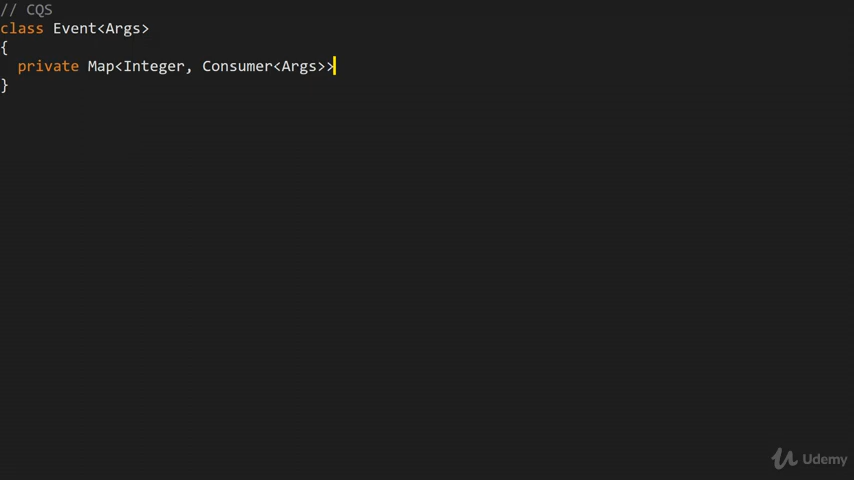 // CQS
class Event<Args>
{
  private Map<Integer, Consumer<Args>>
}
Udemy